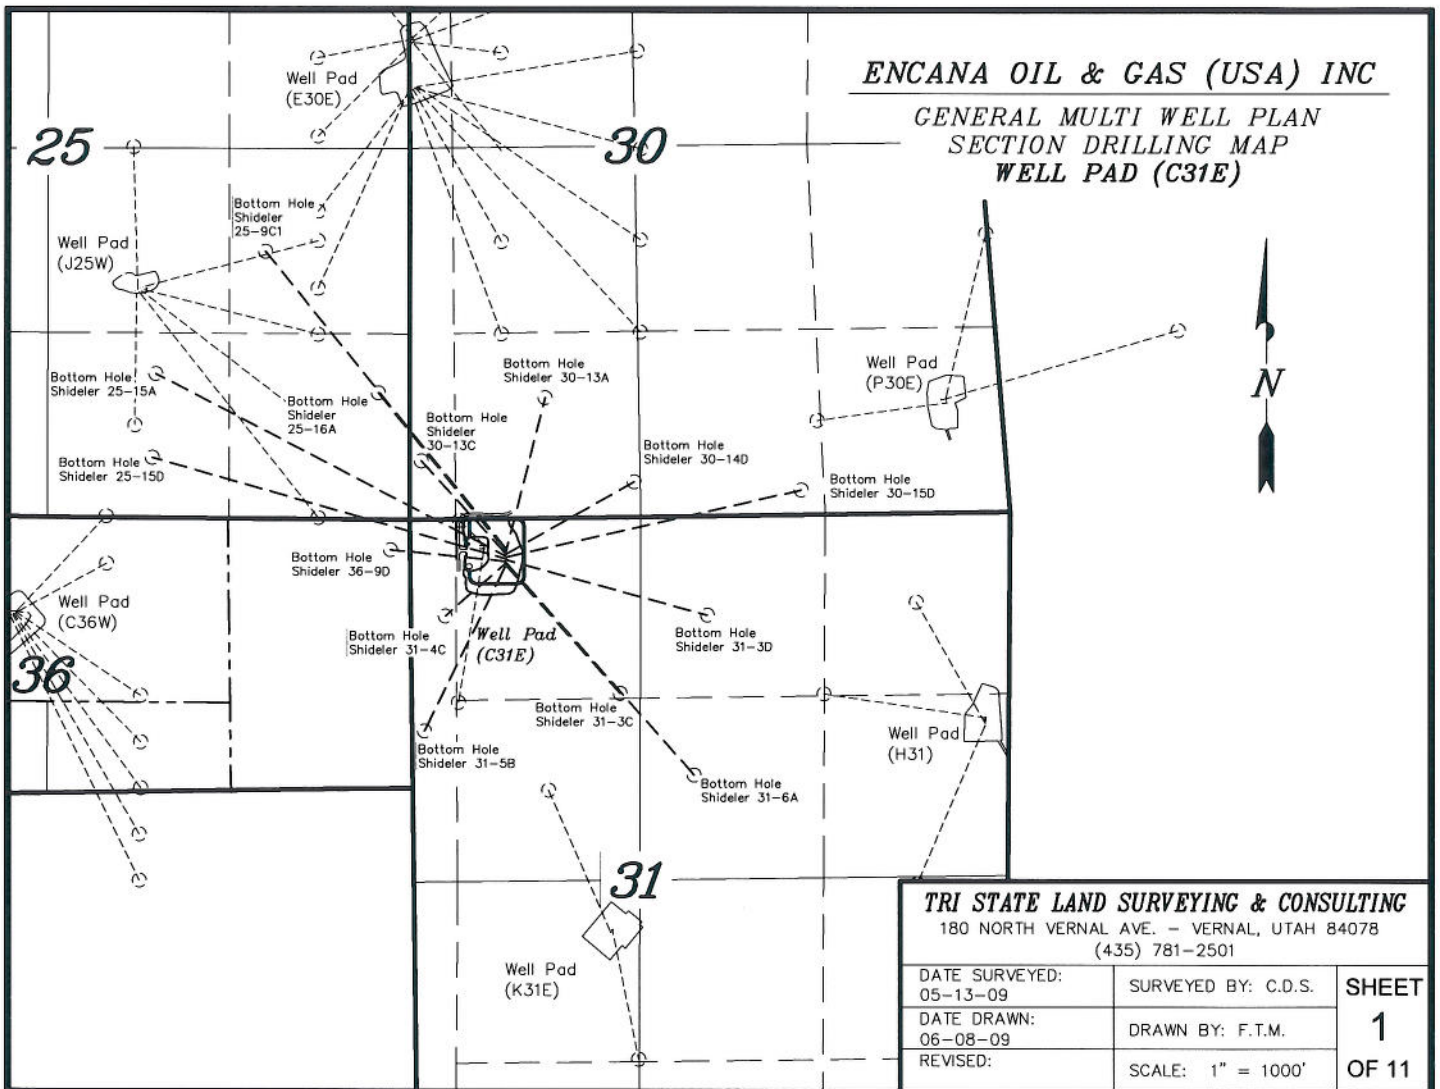 ENCANA OIL & GAS (USA) INC
GENERAL MULTI WELL PLAN
SECTION DRILLING MAP
WELL PAD (C31E)
Well Pad
(E30E)
25
30
Bottom Hole
Shideler
25-9C1
Well Pad
(J25W)
N
Bottom Hole
Shideler 25-15A
Bottom Hole
Shideler
25-16A
Bottom Hole
Shideler 30-13A
Well Pad
(P30E)
Bottom Hole
Shideler
30-13C
Bottom Hole
Shideler 25-15D
Bottom Hole
Shideler 30-14D
Bottom Hole
Shideler 30-15D
Bottom Hole
Shideler 36-9D
Well Pad
(C36W)
36
Bottom Hole
Shideler 31-4C
Well Pad
(C31E)
Bottom Hole
Shideler 31-3D
Bottom Hole
Shideler 31-3C
Bottom Hole
Shideler 31-5B
Well Pad
(H31)
Bottom Hole
Shideler 31-6A
31
Well Pad
(K31E)
TRI STATE LAND SURVEYING & CONSULTING
180 NORTH VERNAL AVE. - VERNAL, UTAH 84078
(435) 781-2501
DATE SURVEYED:
05-13-09
SURVEYED BY: C.D.S.
DATE DRAWN:
06-08-09
DRAWN BY: F.T.M.
REVISED:
SCALE: 1" = 1000'
SHEET
1
OF 11